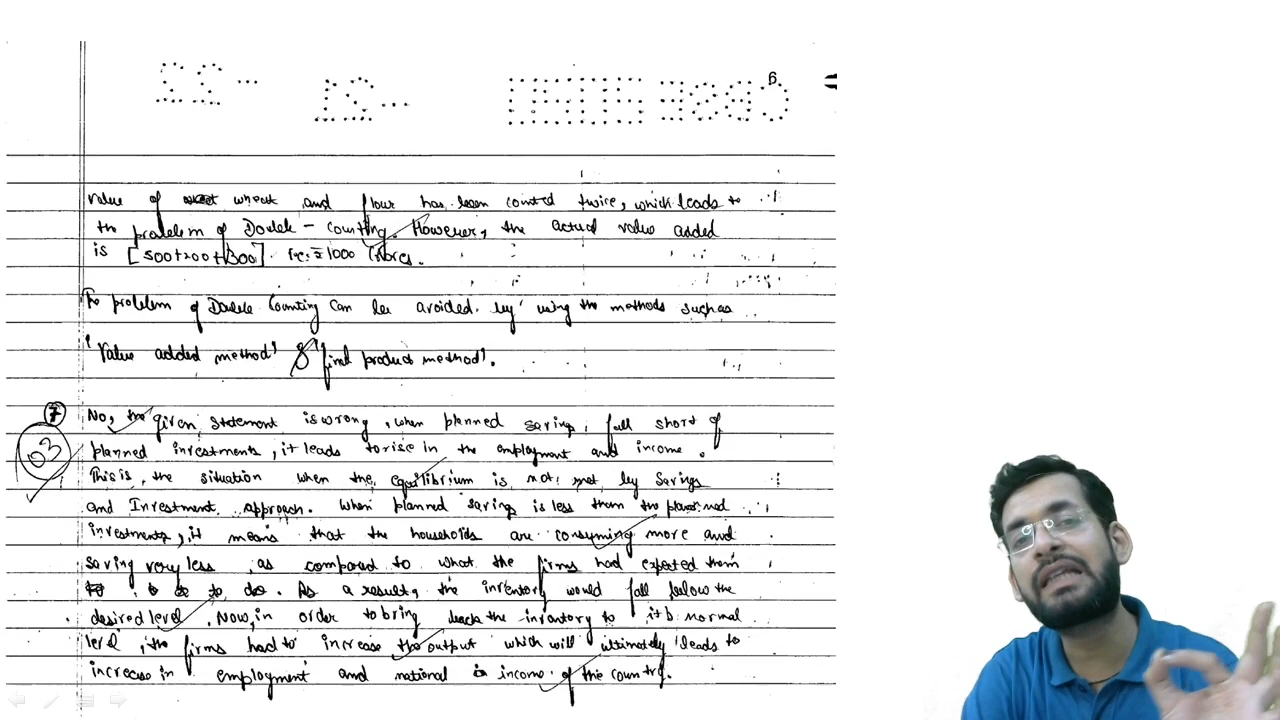 22 -
21 -
CBSE
9
value of wheat and flour has been counted twice, which leads to
the problem of Double - counting. However, the actual value added
is [500+200+300] i.e. = 1000 crores.
The problem of Double Counting can be avoided by using the methods such as
'Value added method' & 'final product method'.
7 No, the given statement is wrong, when planned saving, fall short of
03 planned investments, it leads to rise in the employment and income.
This is, the situation when the equilibrium is not met by Savings
and Investment approach. When planned saving is less than the planned
investments, it means that the households are consuming more and
saving very less, as compared to what the firms had expected them
to do. As a result, the inventory would fall below the
desired level. Now, in order to bring back the inventory to its normal
level, the firms had to increase the output which will ultimately leads to
increase in employment and national income of the country.